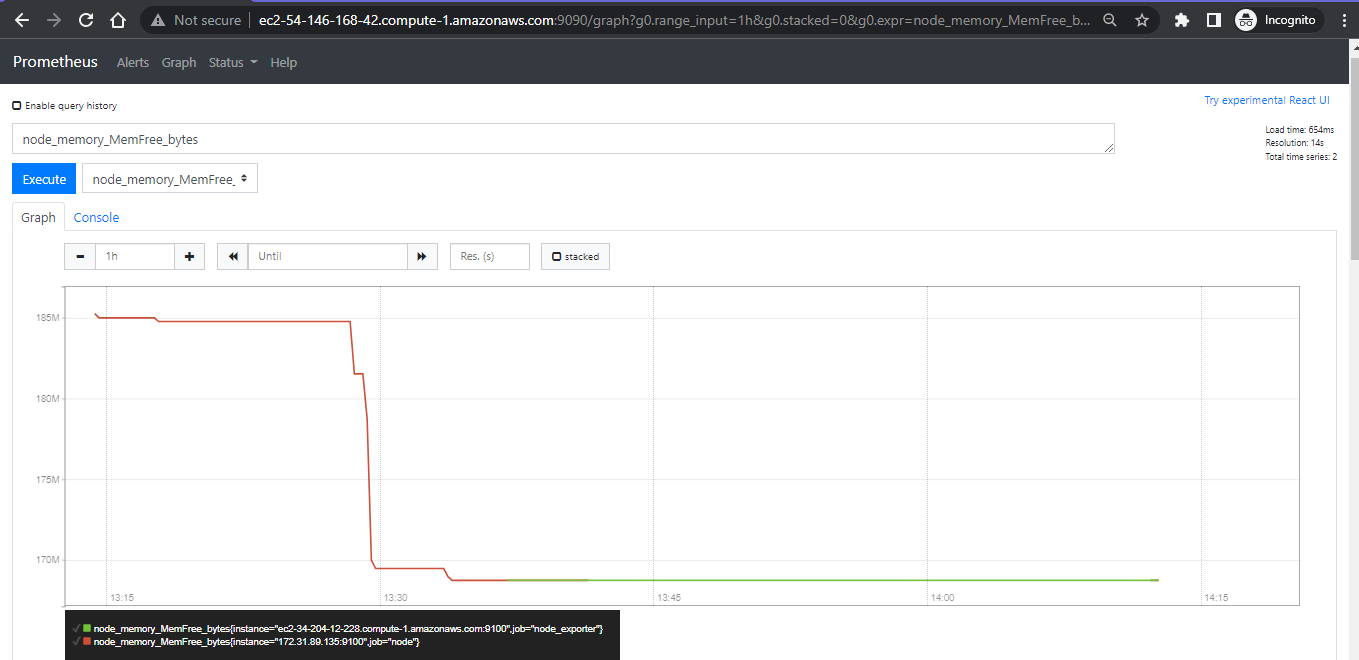 Not secure ec2-54-146-168-42.compute-1.amazonaws.com:9090/graph?g0.range_input=1h&g0.stacked=0&g0.expr=node_memory_MemFree_b... Incognito
Prometheus Alerts Graph Status Help
Enable query history
Try experimental React UI
node_memory_MemFree_bytes
Load time: 654ms
Resolution: 14s
Total time series: 2
Execute node_memory_MemFree_
Graph Console
1h Until Res. (s) stacked
185M
180M
175M
170M
13:15 13:30 13:45 14:00 14:15
✓ node_memory_MemFree_bytes{instance="ec2-34-204-12-228.compute-1.amazonaws.com:9100",job="node_exporter"}
✓ node_memory_MemFree_bytes{instance="172.31.89.135:9100",job="node"}